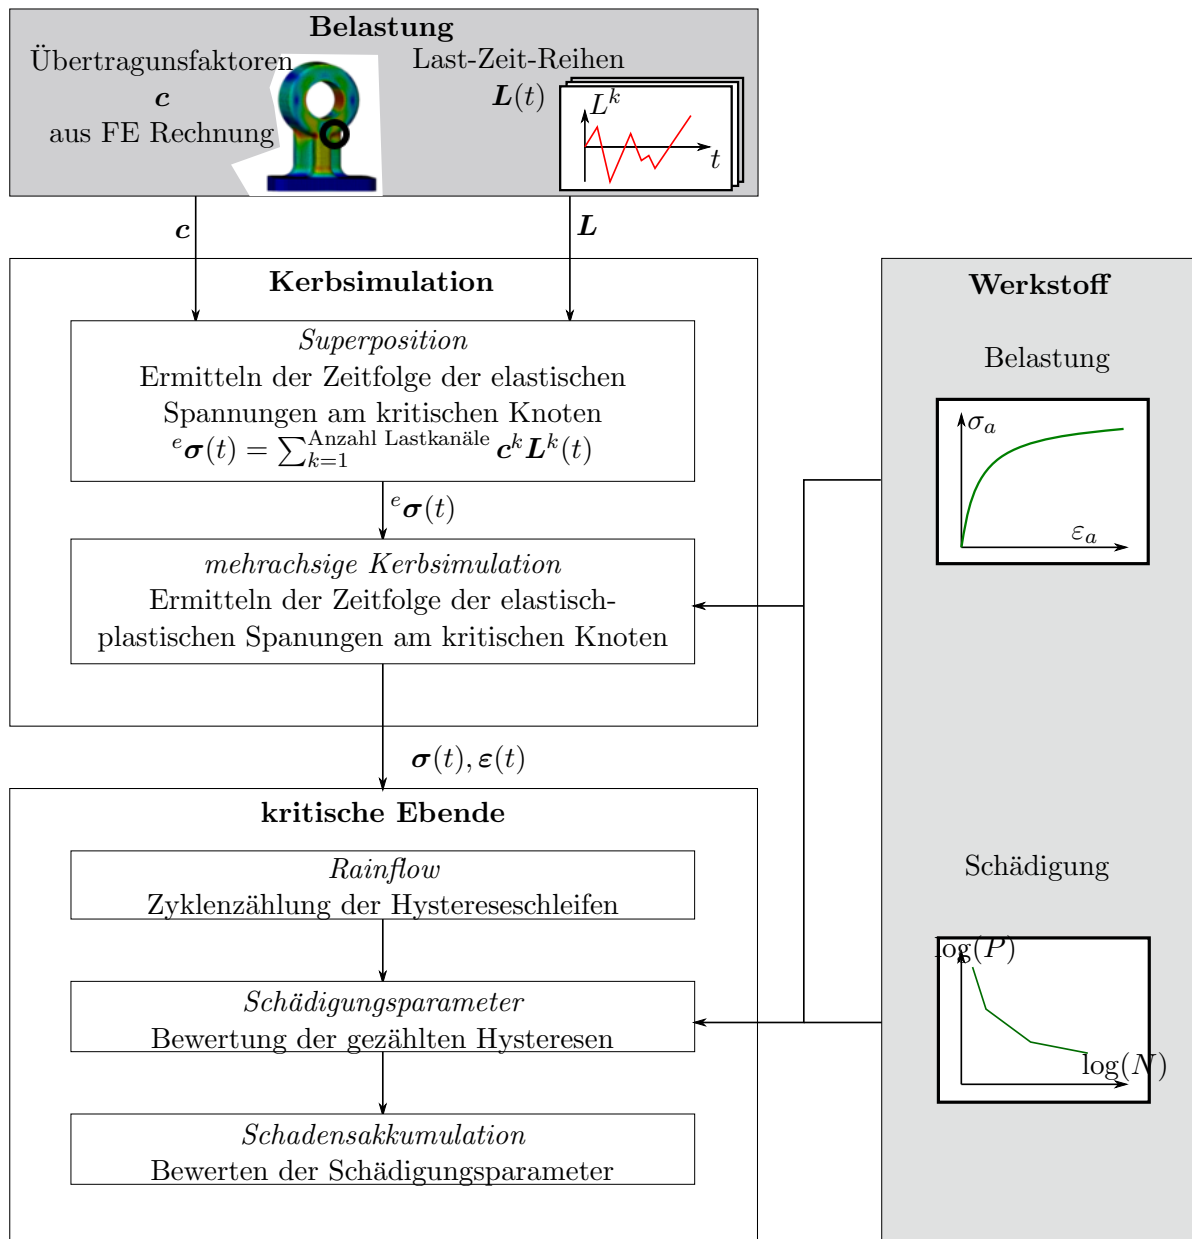 Belastung
Übertragunsfaktoren
c
aus FE Rechnung
Last-Zeit-Reihen
L(t)
L^k
t
c
L
Kerbsimulation
Superposition
Ermitteln der Zeitfolge der elastischen
Spannungen am kritischen Knoten
^eσ(t) = ∑_{k=1}^{Anzahl Lastkanäle} c^k L^k(t)
^eσ(t)
mehrachsige Kerbsimulation
Ermitteln der Zeitfolge der elastisch-
plastischen Spanungen am kritischen Knoten
σ(t), ε(t)
kritische Ebende
Rainflow
Zyklenzählung der Hystereseschleifen
Schädigungsparameter
Bewertung der gezählten Hysteresen
Schadensakkumulation
Bewerten der Schädigungsparameter
Werkstoff
Belastung
σ_a
ε_a
Schädigung
log(P)
log(N)